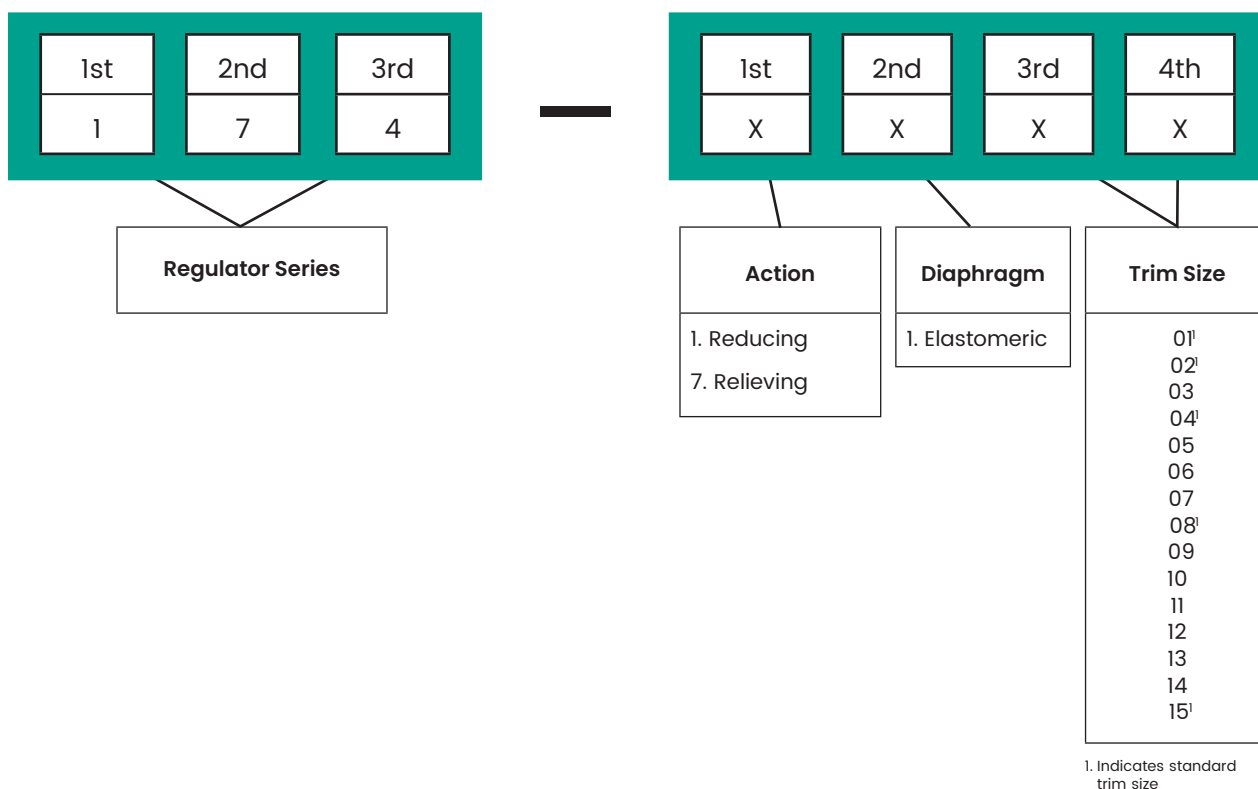 1st 2nd 3rd
1 7 4
1st 2nd 3rd 4th
X X X X
Regulator Series
Action
1. Reducing
7. Relieving
Diaphragm
1. Elastomeric
Trim Size
01¹
02¹
03
04¹
05
06
07
08¹
09
10
11
12
13
14
15¹
1. Indicates standard
trim size